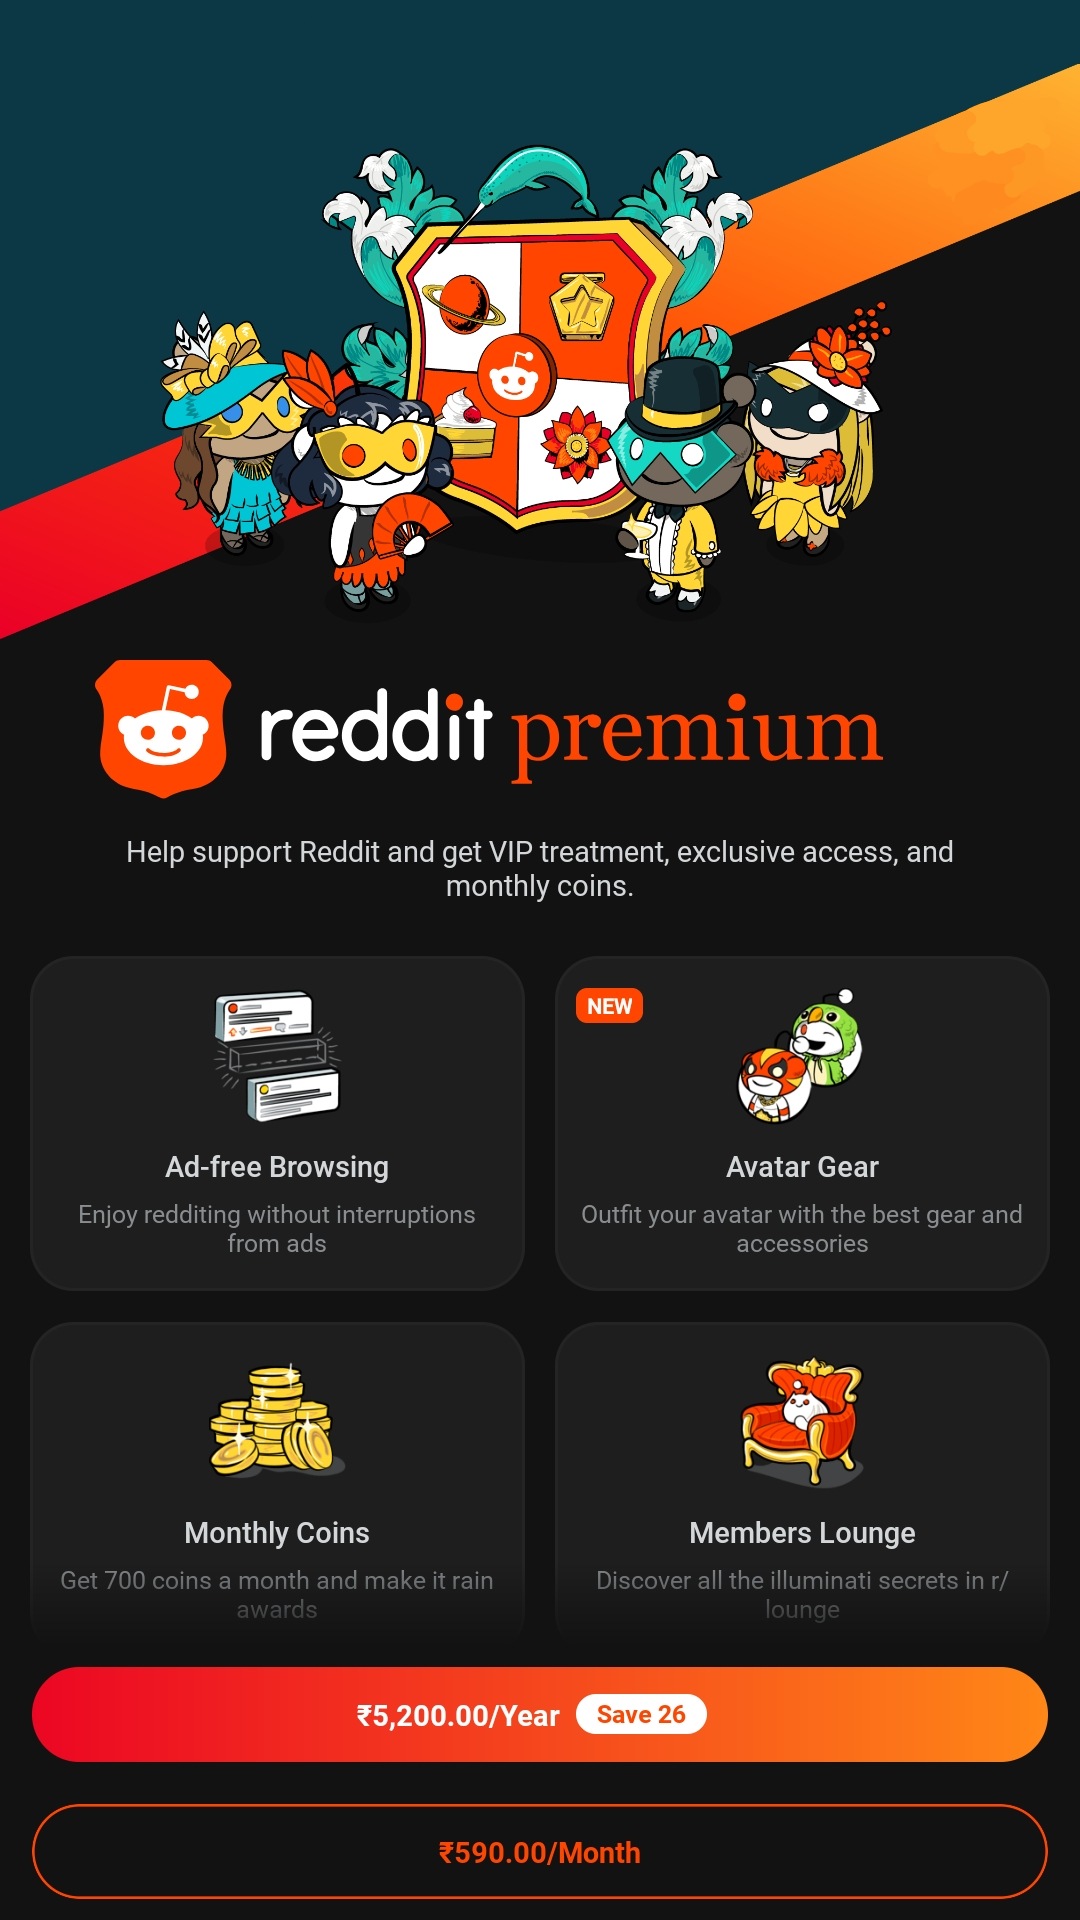 reddit premium
Help support Reddit and get VIP treatment, exclusive access, and
monthly coins.
Ad-free Browsing
Enjoy redditing without interruptions
from ads
NEW
Avatar Gear
Outfit your avatar with the best gear and
accessories
Monthly Coins
Get 700 coins a month and make it rain
awards
Members Lounge
Discover all the illuminati secrets in r/
lounge
₹5,200.00/Year Save 26
₹590.00/Month